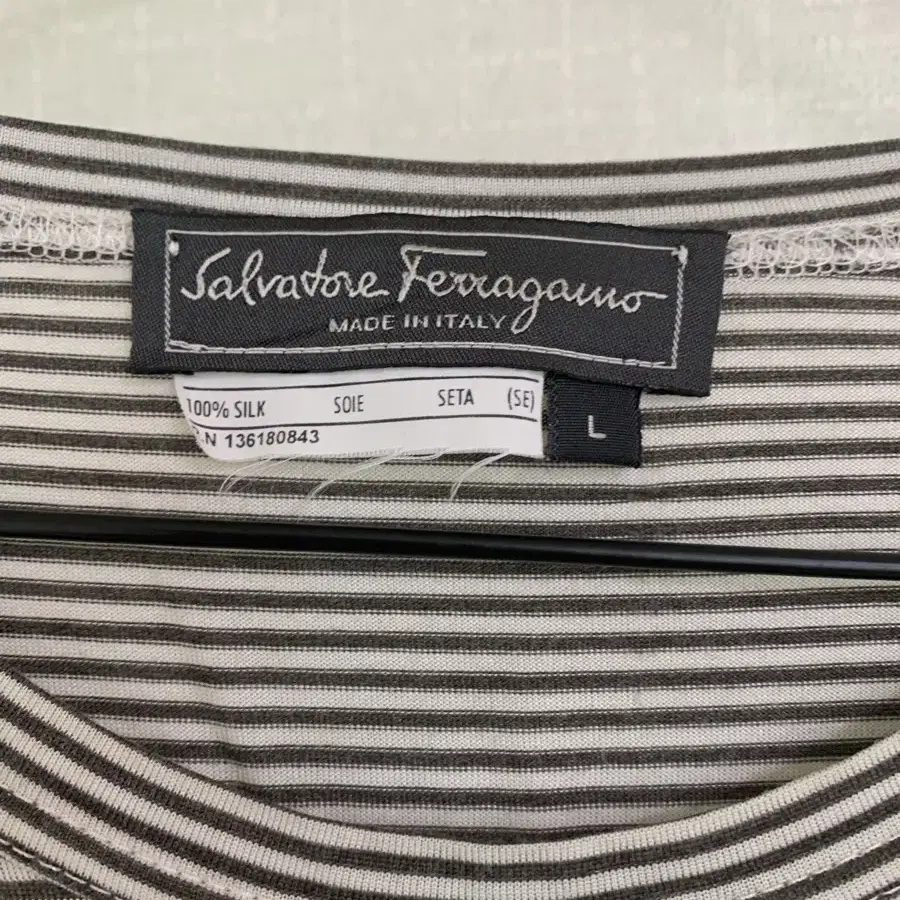 Salvatore Ferragamo
MADE IN ITALY
100% SILK SOIE SETA (SE)
N 136180843
L